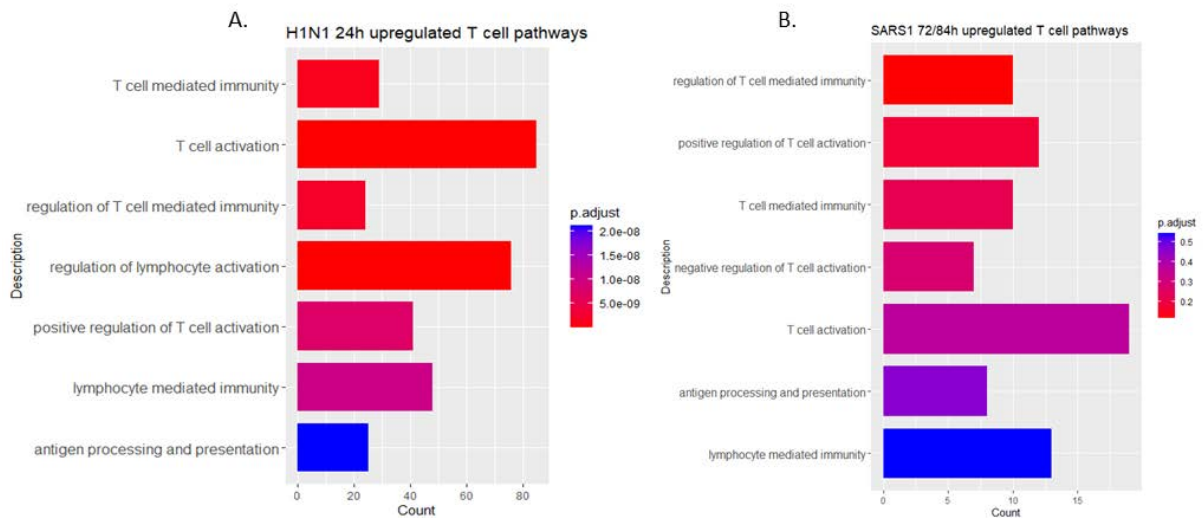 A.
H1N1 24h upregulated T cell pathways
Description
T cell mediated immunity
T cell activation
regulation of T cell mediated immunity
regulation of lymphocyte activation
positive regulation of T cell activation
lymphocyte mediated immunity
antigen processing and presentation
0 20 40 60 80
Count
p.adjust
2.0e-08
1.5e-08
1.0e-08
5.0e-09
B.
SARS1 72/84h upregulated T cell pathways
Description
regulation of T cell mediated immunity
positive regulation of T cell activation
T cell mediated immunity
negative regulation of T cell activation
T cell activation
antigen processing and presentation
lymphocyte mediated immunity
0 5 10 15
Count
p.adjust
0.5
0.4
0.3
0.2